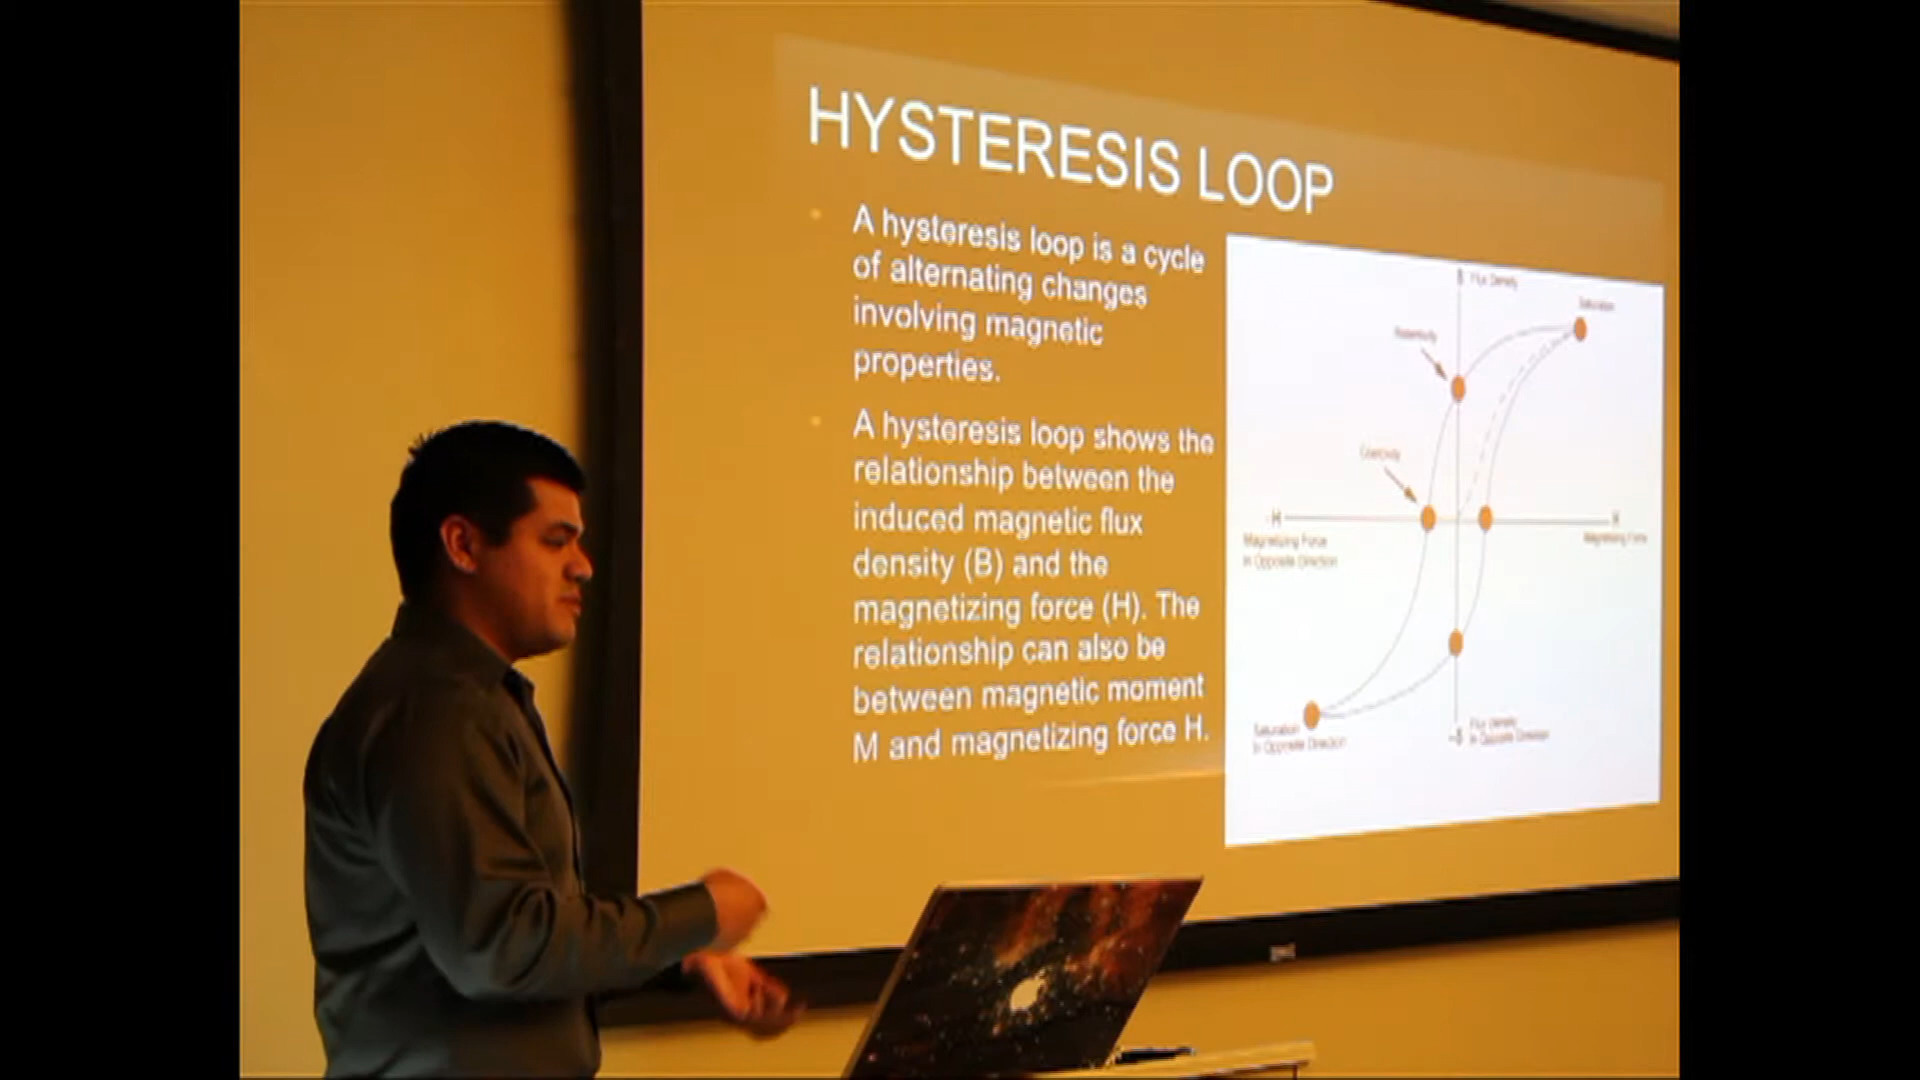 HYSTERESIS LOOP
A hysteresis loop is a cycle
of alternating changes
involving magnetic
properties.
A hysteresis loop shows the
relationship between the
induced magnetic flux
density (B) and the
magnetizing force (H). The
relationship can also be
between magnetic moment
M and magnetizing force H.
B Flux Density
Saturation
Retentivity
Coercivity
-H
H
Magnetizing Force
In Opposite Direction
Magnetizing Force
Saturation
In Opposite Direction
-B
Flux Density
In Opposite Direction